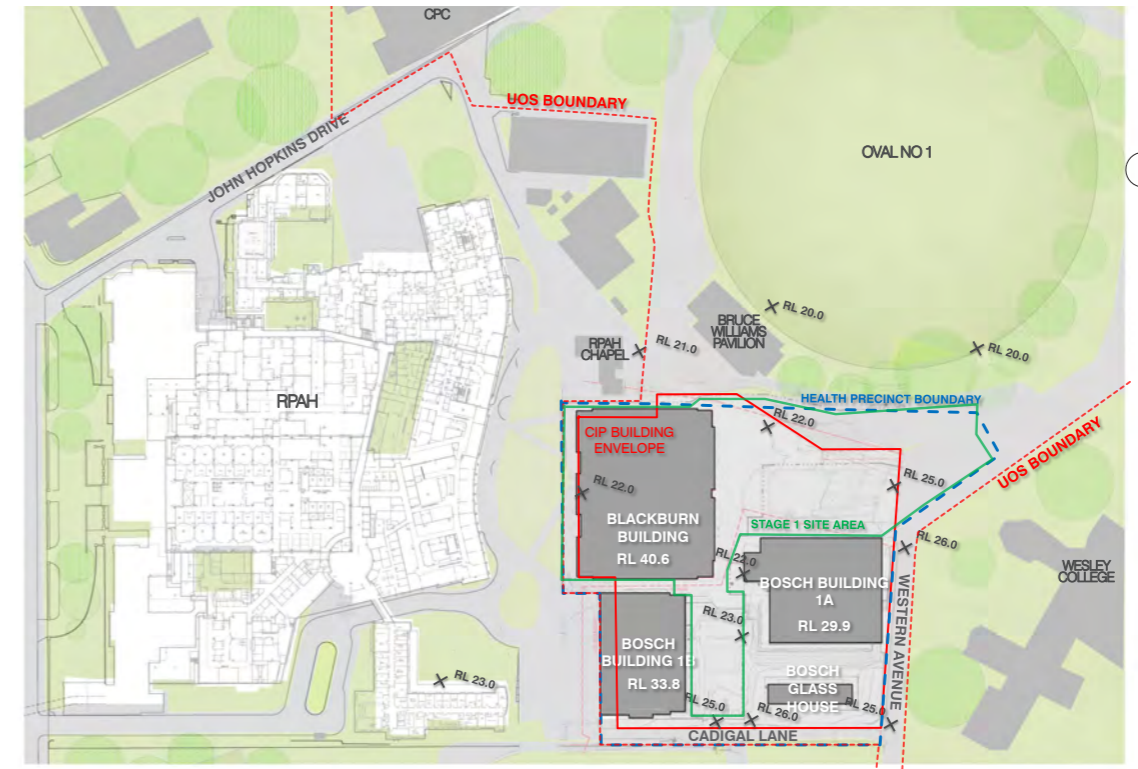 CPC
UOS BOUNDARY
JOHN HOPKINS DRIVE
OVAL NO 1
RL 20.0
BRUCE
WILLIAMS
PAVILION
RPAH
CHAPEL
RL 21.0
RL 20.0
RPAH
HEALTH PRECINCT BOUNDARY
RL 22.0
CIP BUILDING
ENVELOPE
UOS BOUNDARY
RL 25.0
RL 22.0
BLACKBURN
BUILDING
RL 40.6
STAGE 1 SITE AREA
RL 26.0
RL 22.0
WESLEY
COLLEGE
BOSCH BUILDING
1A
RL 29.9
WESTERN AVENUE
RL 23.0
BOSCH
BUILDING 1B
RL 33.8
BOSCH
GLASS
HOUSE
RL 23.0
RL 25.0
RL 26.0
RL 25.0
CADIGAL LANE